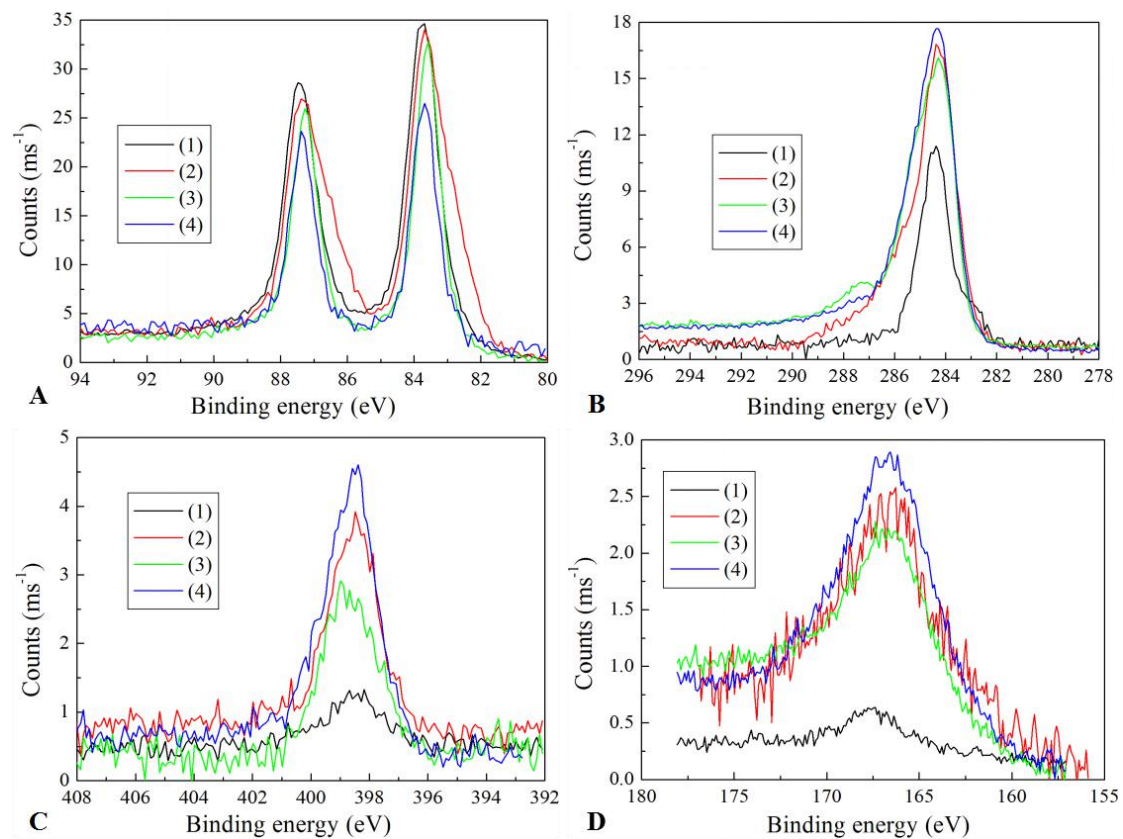 35
30
25
20
15
10
5
0
Counts (ms⁻¹)
(1)
(2)
(3)
(4)
94 92 90 88 86 84 82 80
Binding energy (eV)
A
18
15
12
9
6
3
0
Counts (ms⁻¹)
(1)
(2)
(3)
(4)
296 294 292 290 288 286 284 282 280 278
Binding energy (eV)
B
5
4
3
2
1
0
Counts (ms⁻¹)
(1)
(2)
(3)
(4)
408 406 404 402 400 398 396 394 392
Binding energy (eV)
C
3.0
2.5
2.0
1.5
1.0
0.5
0.0
Counts (ms⁻¹)
(1)
(2)
(3)
(4)
180 175 170 165 160 155
Binding energy (eV)
D